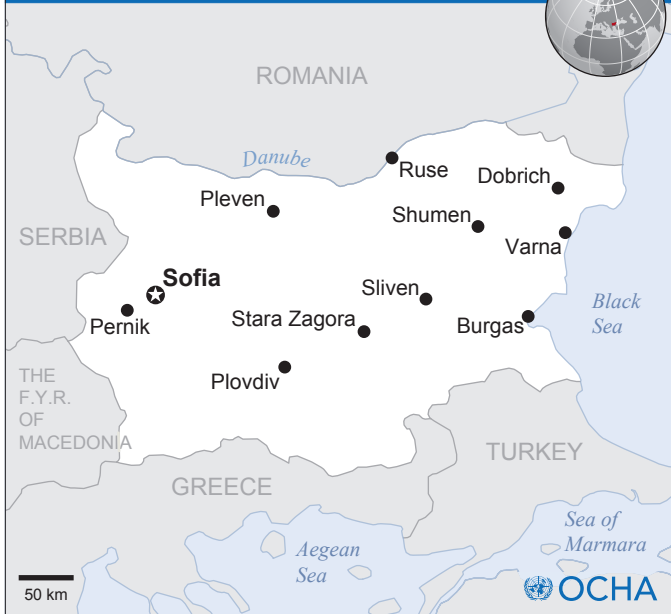 ROMANIA
Danube
Ruse
Dobrich
Pleven
Shumen
SERBIA
Varna
Sofia
Sliven
Black
Sea
Pernik
Stara Zagora
Burgas
Plovdiv
THE
F.Y.R.
OF
MACEDONIA
TURKEY
GREECE
Sea of
Marmara
Aegean
Sea
50 km
OCHA